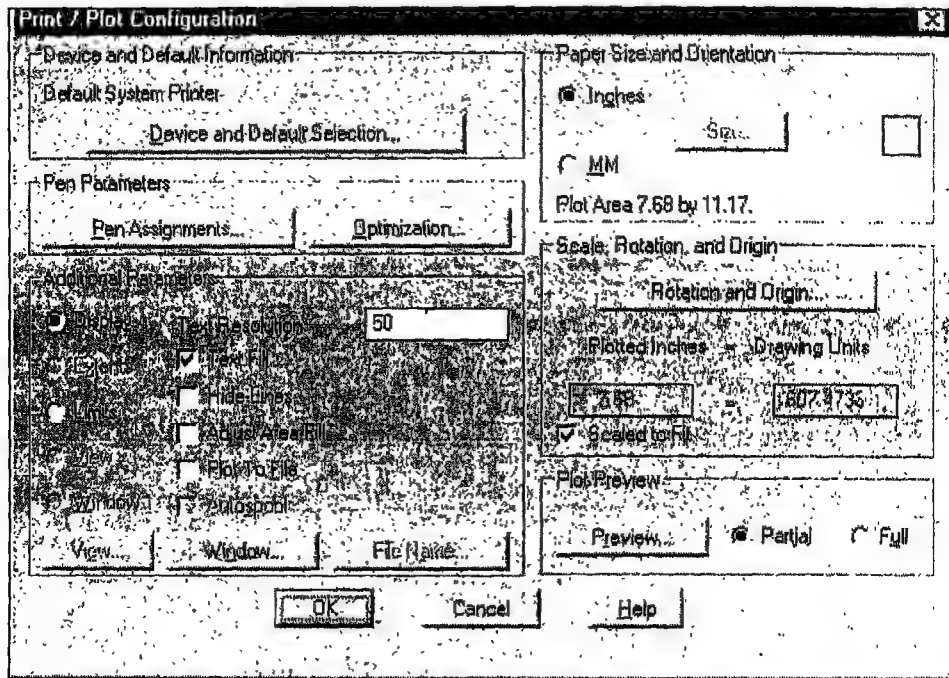 Print / Plot Configuration
Device and Default Information
Default System Printer
Device and Default Selection...
Pen Parameters
Pen Assignments...
Optimization...
Additional Parameters
Display
Text Resolution
50
Extents
Text Fill
Limits
Hide Lines
View
Adjust Area Fill
Window
Plot To File
Autospool
View...
Window...
File Name...
Paper Size and Orientation
Inches
Size...
MM
Plot Area 7.68 by 11.17.
Scale, Rotation, and Origin
Rotation and Origin...
Plotted Inches = Drawing Units
7.68 =
Scaled to Fit
Plot Preview
Preview...
Partial
Full
OK
Cancel
Help